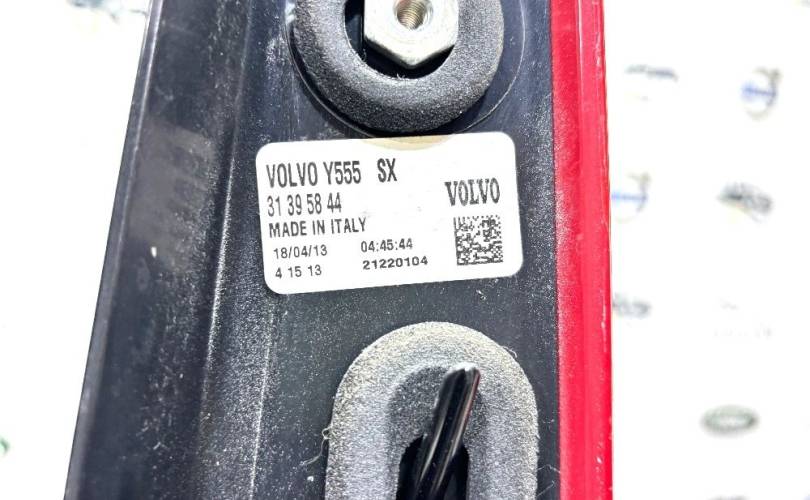 VOLVO Y555 SX
31 39 58 44
VOLVO
MADE IN ITALY
18/04/13 04:45:44
4 15 13 21220104